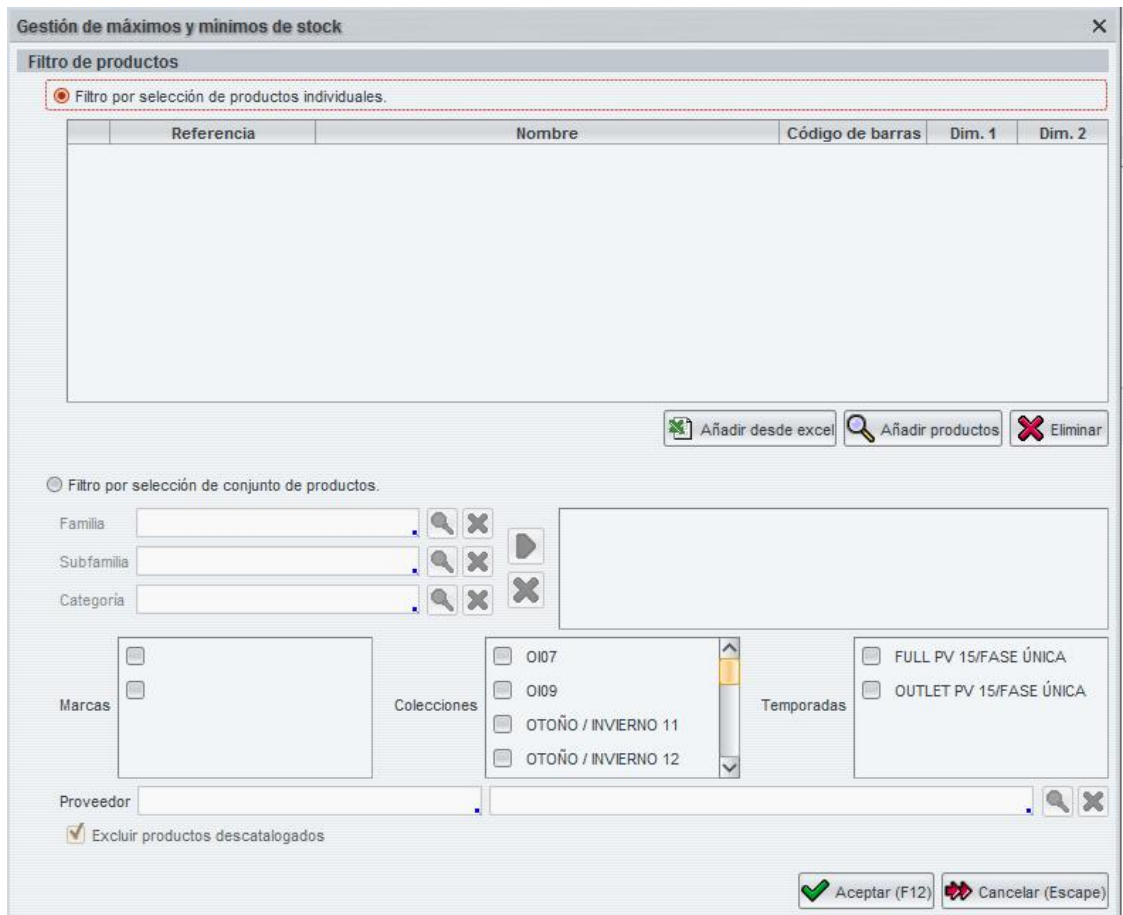 Gestión de máximos y mínimos de stock
Filtro de productos
Filtro por selección de productos individuales.
Referencia Nombre Código de barras Dim. 1 Dim. 2
Añadir desde excel Añadir productos Eliminar
Filtro por selección de conjunto de productos.
Familia
Subfamilia
Categoría
Marcas
Colecciones
OI07
OI09
OTOÑO / INVIERNO 11
OTOÑO / INVIERNO 12
Temporadas
FULL PV 15/FASE ÚNICA
OUTLET PV 15/FASE ÚNICA
Proveedor
Excluir productos descatalogados
Aceptar (F12) Cancelar (Escape)